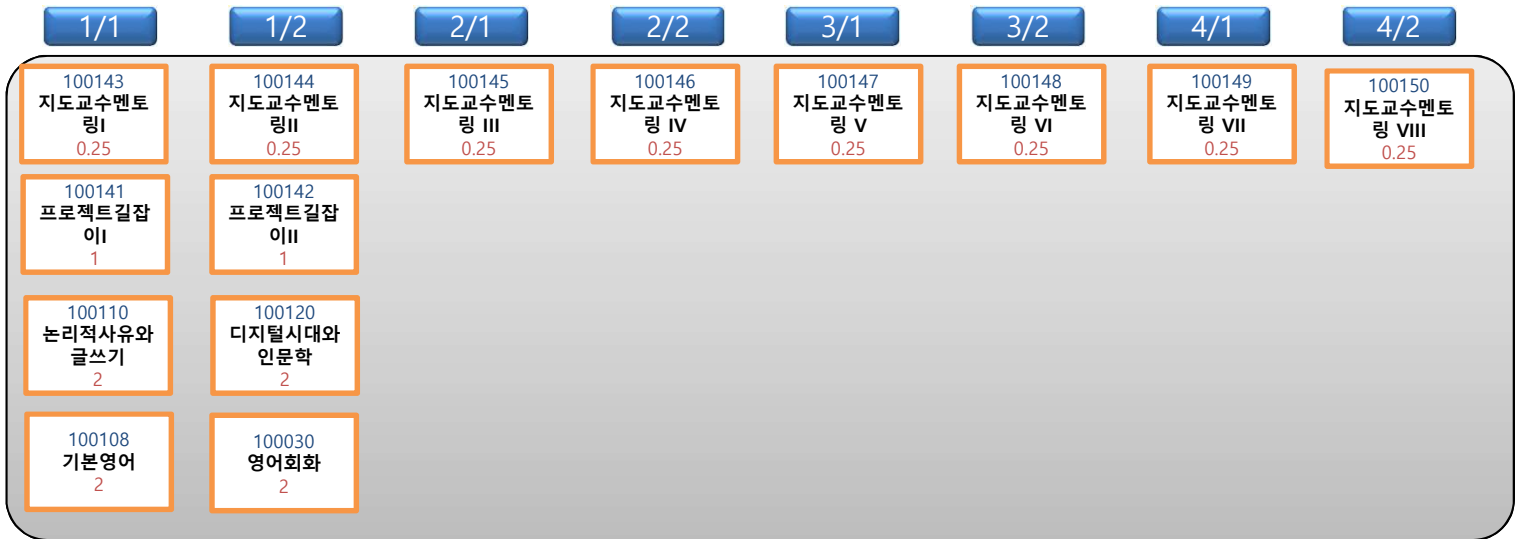 1/1
1/2
2/1
2/2
3/1
3/2
4/1
4/2
100143
지도교수멘토
링I
0.25
100144
지도교수멘토
링II
0.25
100145
지도교수멘토
링 III
0.25
100146
지도교수멘토
링 IV
0.25
100147
지도교수멘토
링 V
0.25
100148
지도교수멘토
링 VI
0.25
100149
지도교수멘토
링 VII
0.25
100150
지도교수멘토
링 VIII
0.25
100141
프로젝트길잡
이I
1
100142
프로젝트길잡
이II
1
100110
논리적사유와
글쓰기
2
100120
디지털시대와
인문학
2
100108
기본영어
2
100030
영어회화
2